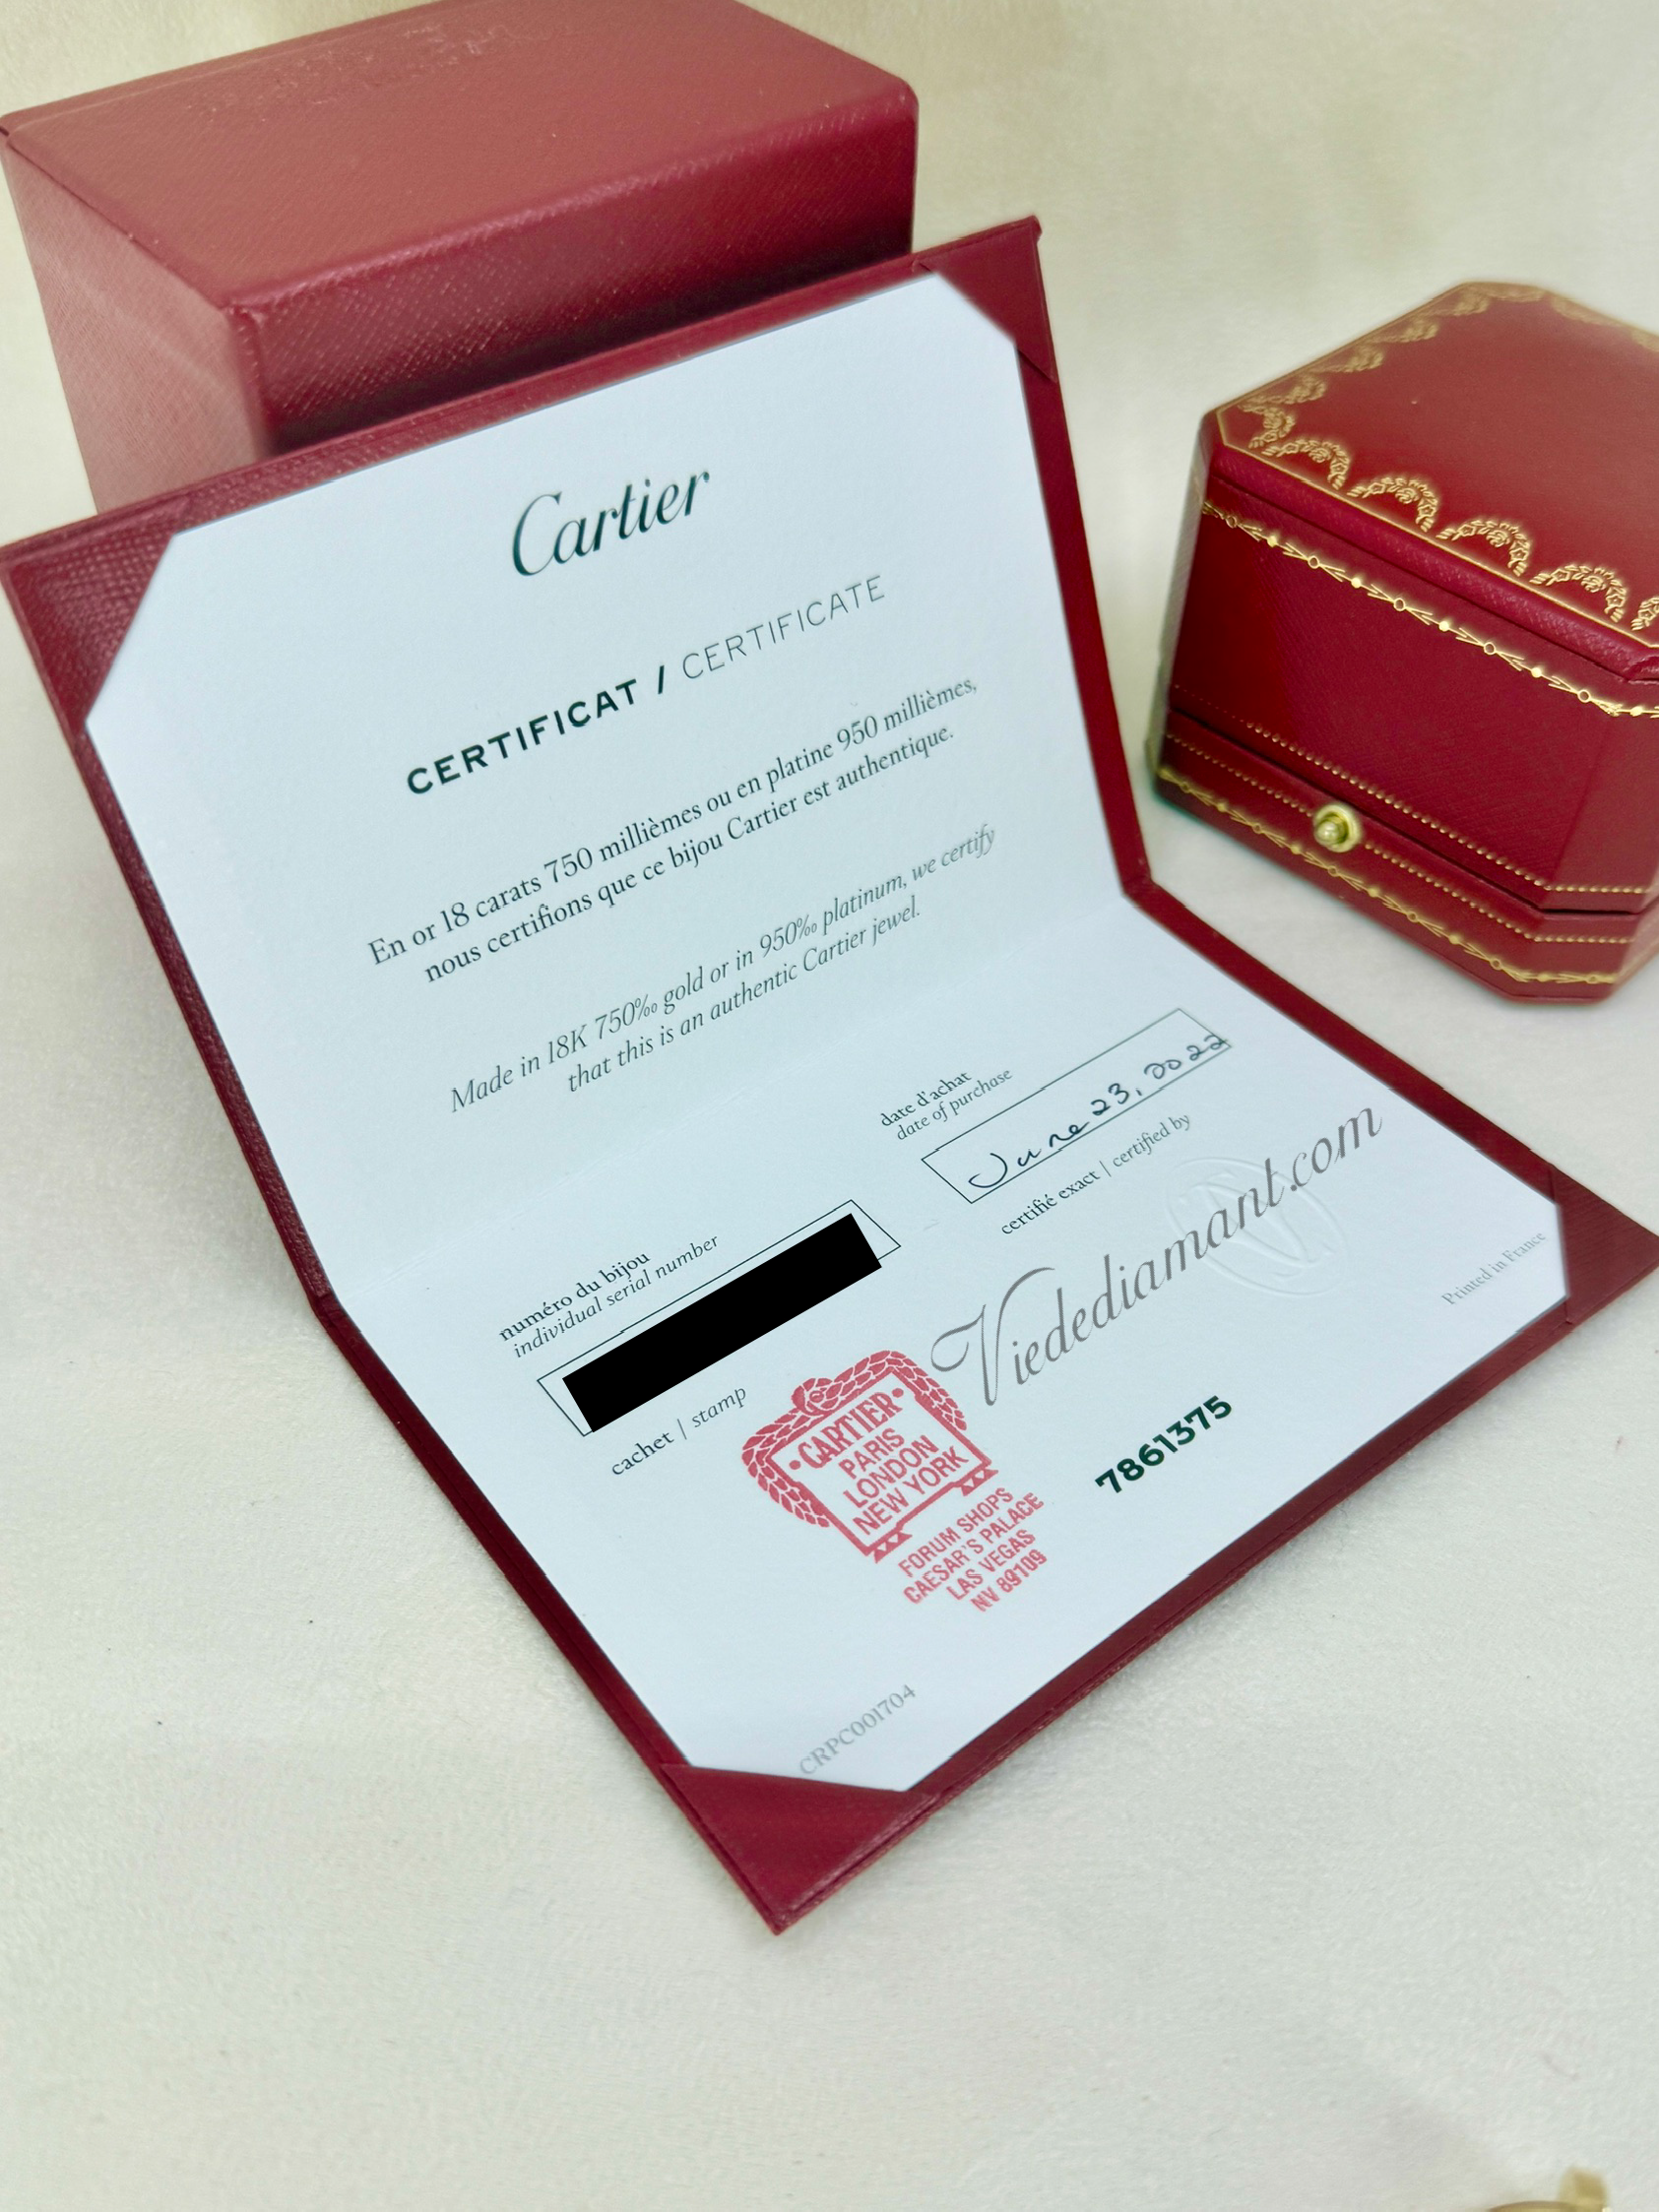 Cartier
CERTIFICAT / CERTIFICATE
En or 18 carats 750 millièmes ou en platine 950 millièmes,
nous certifions que ce bijou Cartier est authentique.
Made in 18K 750‰ gold or in 950‰ platinum, we certify
that this is an authentic Cartier jewel.
date d'achat
date of purchase
June 23, 2022
numéro du bijou
individual serial number
certifié exact | certified by
cachet / stamp
CARTIER
PARIS
LONDON
NEW YORK
FORUM SHOPS
CAESAR'S PALACE
LAS VEGAS
NV 89109
Viedediamant.com
7861375
Printed in France
CRPC001704